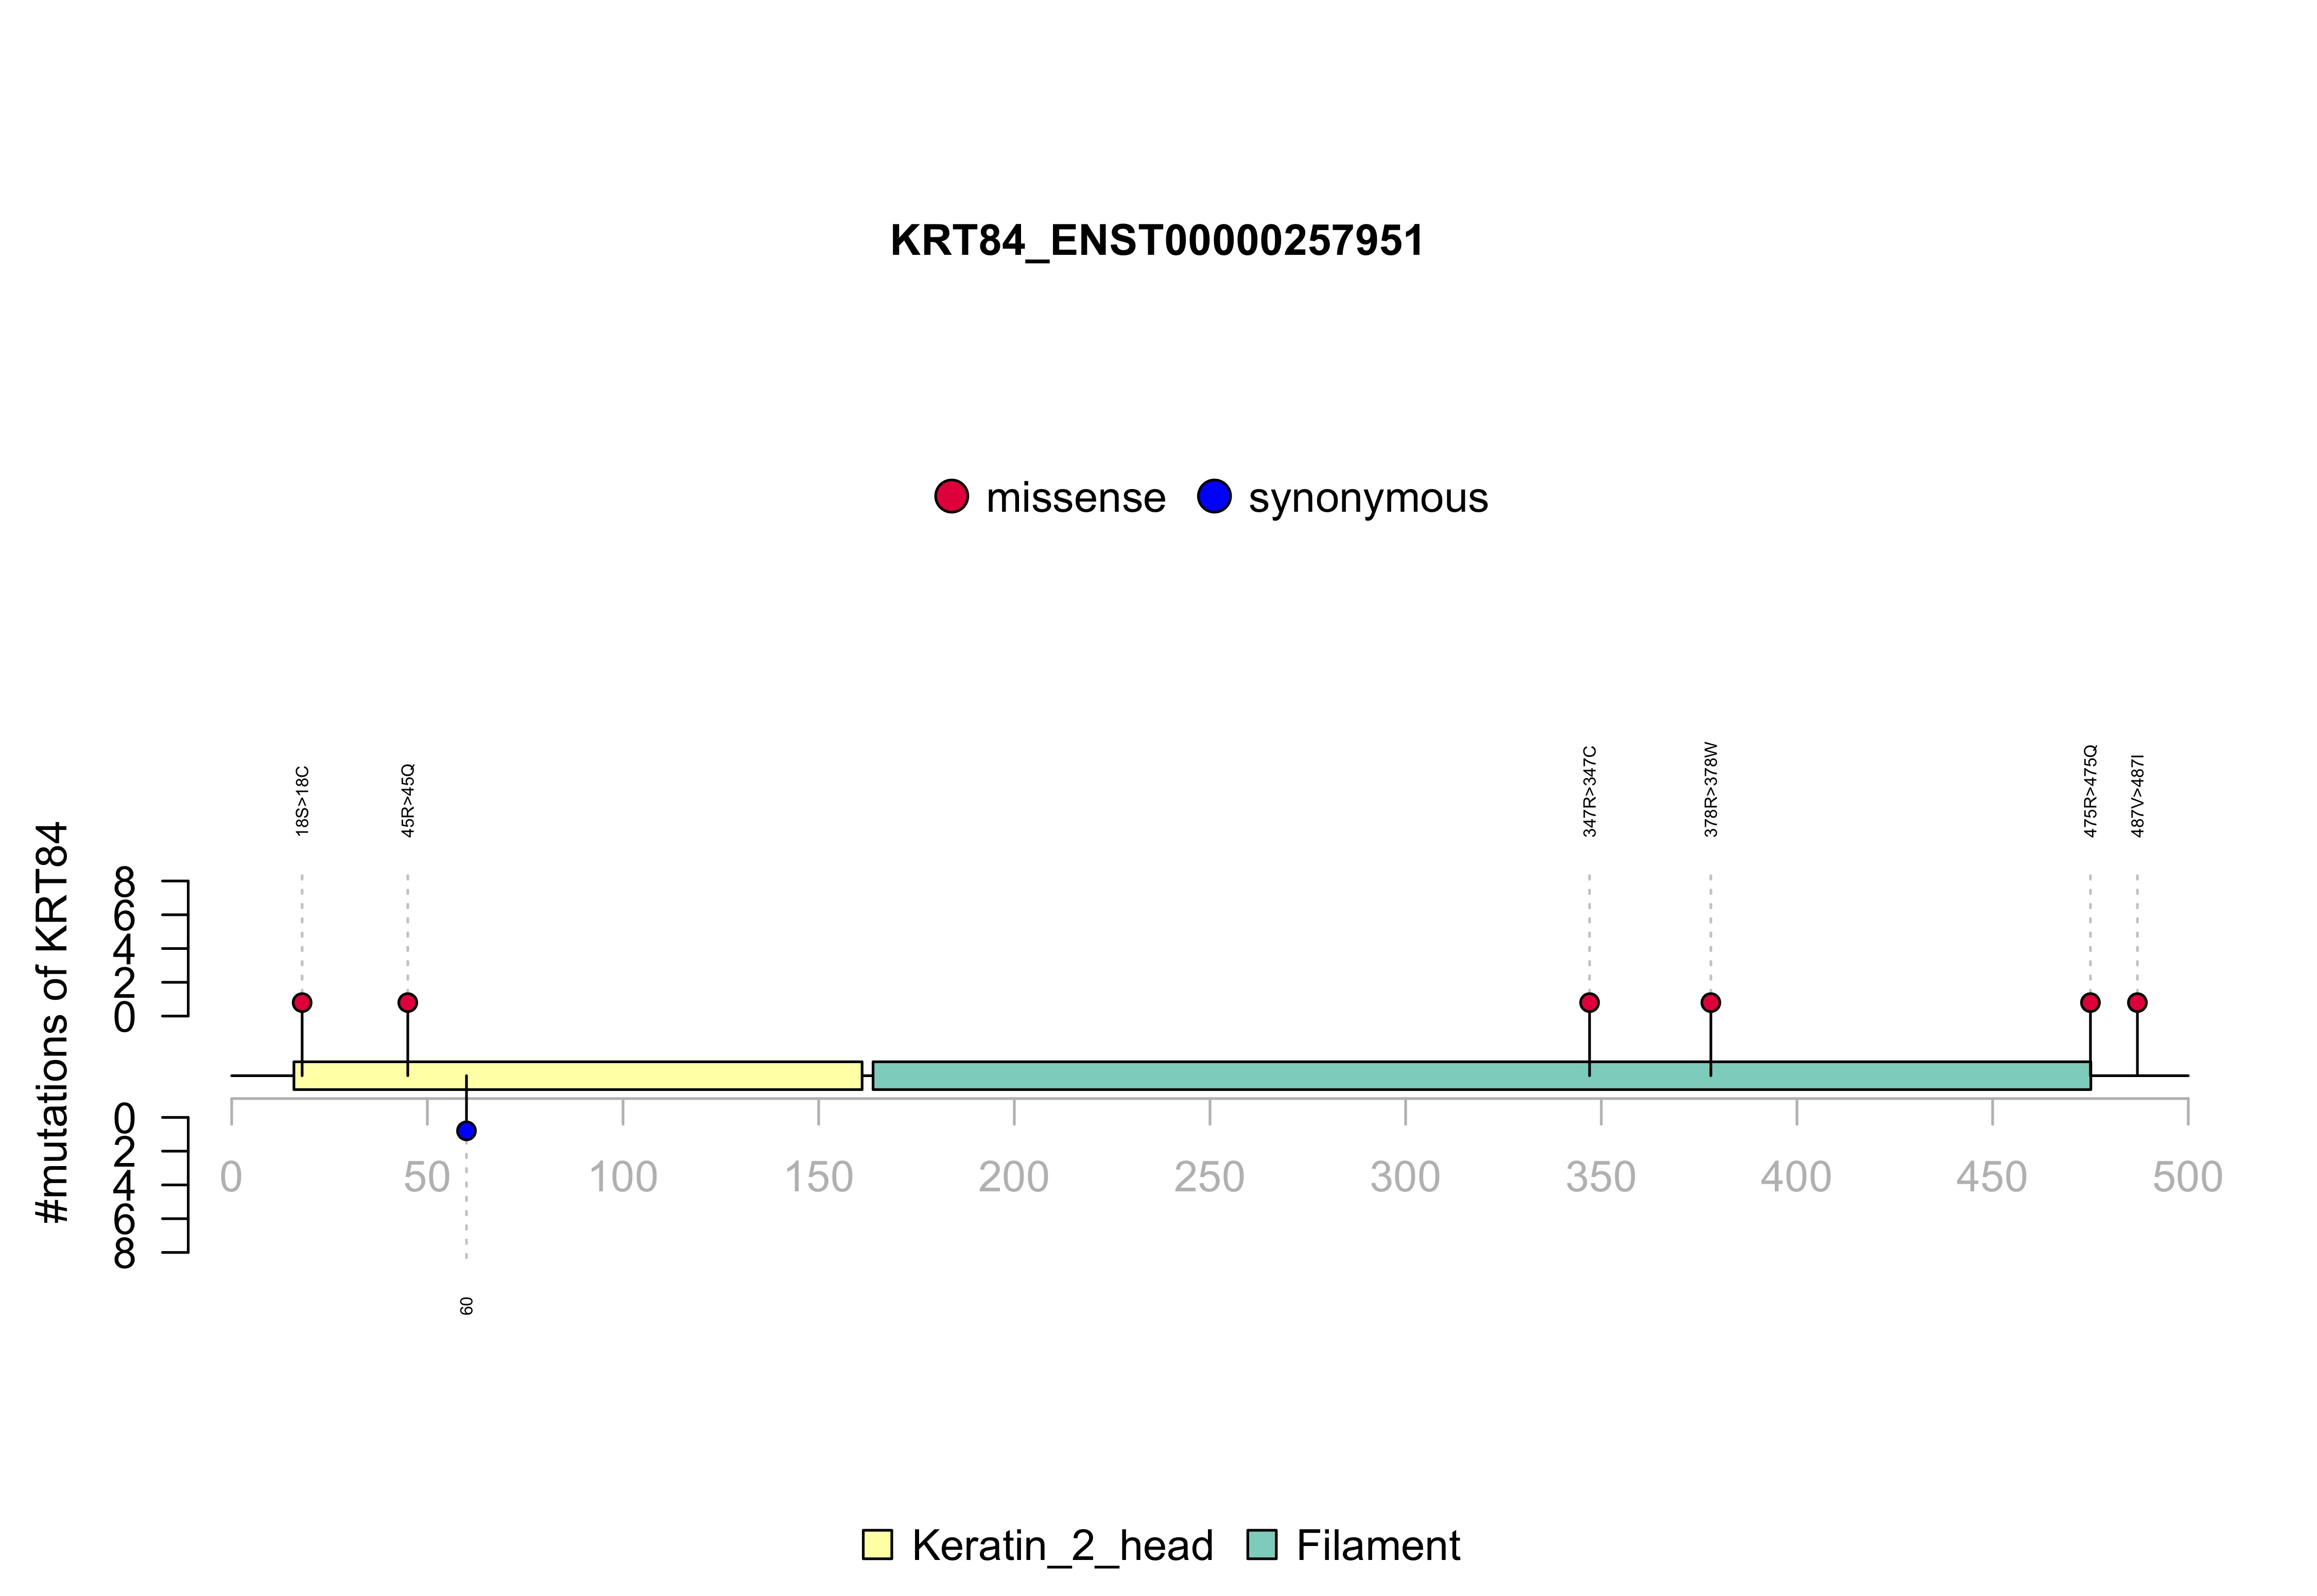 KRT84_ENST00000257951
missense synonymous
18S>18C
45R>45Q
347R>347C
378R>378W
475R>475Q
487V>487I
#mutations of KRT84
8
6
4
2
0
0
2
4
6
8
0 50 100 150 200 250 300 350 400 450 500
60
Keratin_2_head Filament